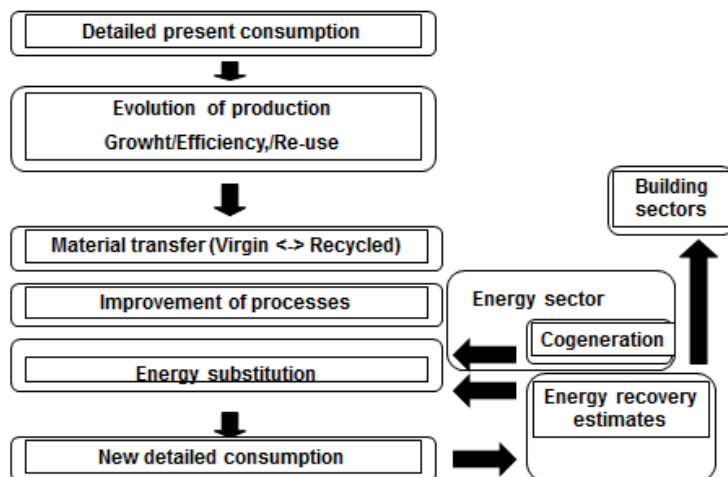 Detailed present consumption
Evolution of production
Growht/Efficiency,/Re-use
Building
sectors
Material transfer (Virgin <-> Recycled)
Improvement of processes
Energy sector
Cogeneration
Energy substitution
Energy recovery
estimates
New detailed consumption